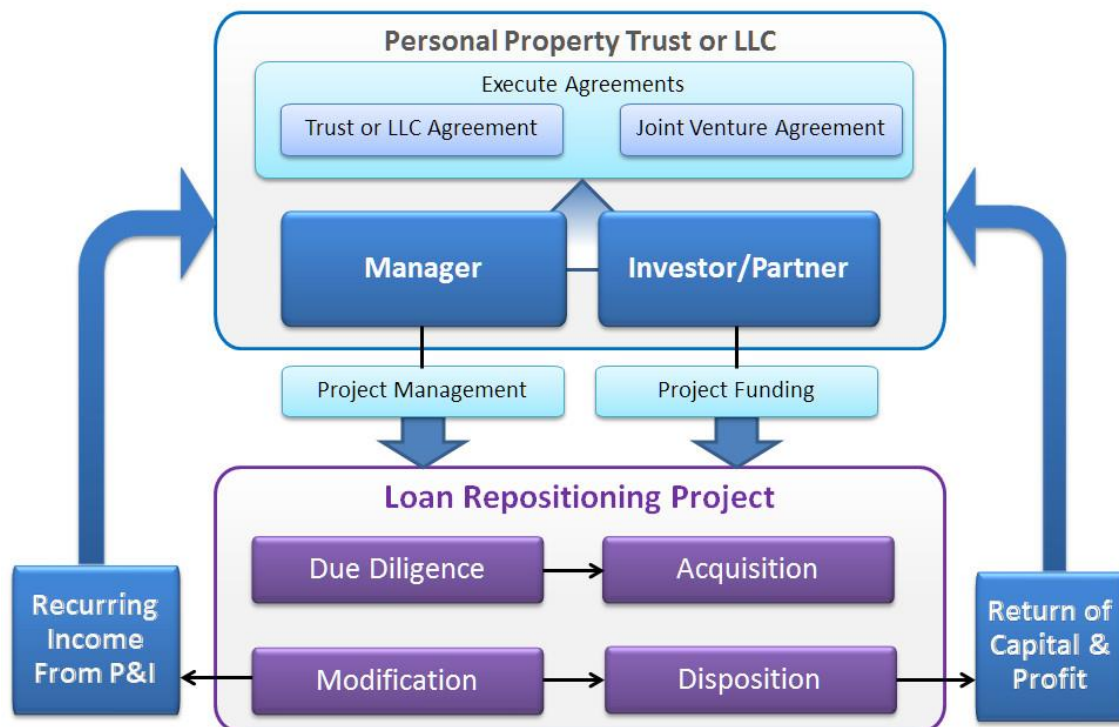 Personal Property Trust or LLC
Execute Agreements
Trust or LLC Agreement
Joint Venture Agreement
Manager
Investor/Partner
Project Management
Project Funding
Loan Repositioning Project
Due Diligence
Acquisition
Recurring
Income
From P&I
Modification
Disposition
Return of
Capital &
Profit